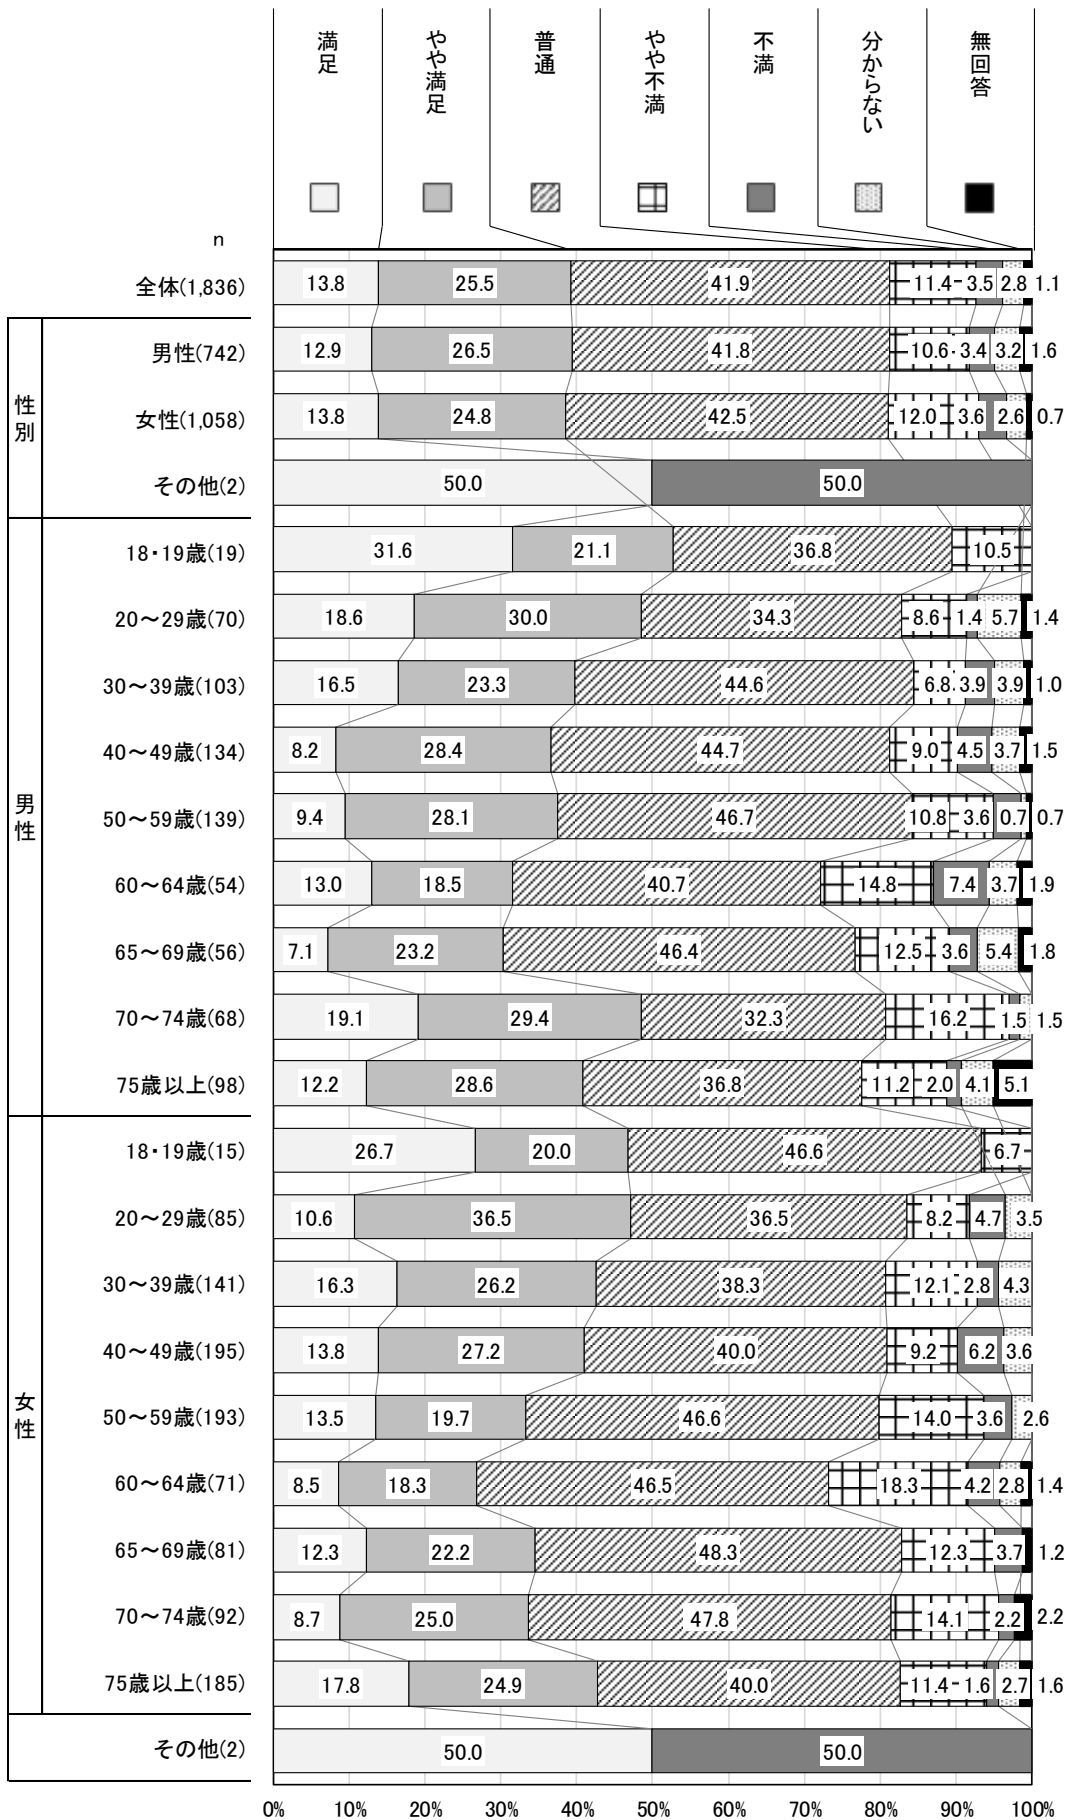 満足
やや満足
普通
やや不満
不満
分からない
無回答
n
全体(1,836) 13.8 25.5 41.9 11.4 3.5 2.8 1.1
性別
男性(742) 12.9 26.5 41.8 10.6 3.4 3.2 1.6
女性(1,058) 13.8 24.8 42.5 12.0 3.6 2.6 0.7
その他(2) 50.0 50.0
男性
18・19歳(19) 31.6 21.1 36.8 10.5
20～29歳(70) 18.6 30.0 34.3 8.6 1.4 5.7 1.4
30～39歳(103) 16.5 23.3 44.6 6.8 3.9 3.9 1.0
40～49歳(134) 8.2 28.4 44.7 9.0 4.5 3.7 1.5
50～59歳(139) 9.4 28.1 46.7 10.8 3.6 0.7 0.7
60～64歳(54) 13.0 18.5 40.7 14.8 7.4 3.7 1.9
65～69歳(56) 7.1 23.2 46.4 12.5 3.6 5.4 1.8
70～74歳(68) 19.1 29.4 32.3 16.2 1.5 1.5
75歳以上(98) 12.2 28.6 36.8 11.2 2.0 4.1 5.1
女性
18・19歳(15) 26.7 20.0 46.6 6.7
20～29歳(85) 10.6 36.5 36.5 8.2 4.7 3.5
30～39歳(141) 16.3 26.2 38.3 12.1 2.8 4.3
40～49歳(195) 13.8 27.2 40.0 9.2 6.2 3.6
50～59歳(193) 13.5 19.7 46.6 14.0 3.6 2.6
60～64歳(71) 8.5 18.3 46.5 18.3 4.2 2.8 1.4
65～69歳(81) 12.3 22.2 48.3 12.3 3.7 1.2
70～74歳(92) 8.7 25.0 47.8 14.1 2.2 2.2
75歳以上(185) 17.8 24.9 40.0 11.4 1.6 2.7 1.6
その他(2) 50.0 50.0
0% 10% 20% 30% 40% 50% 60% 70% 80% 90% 100%